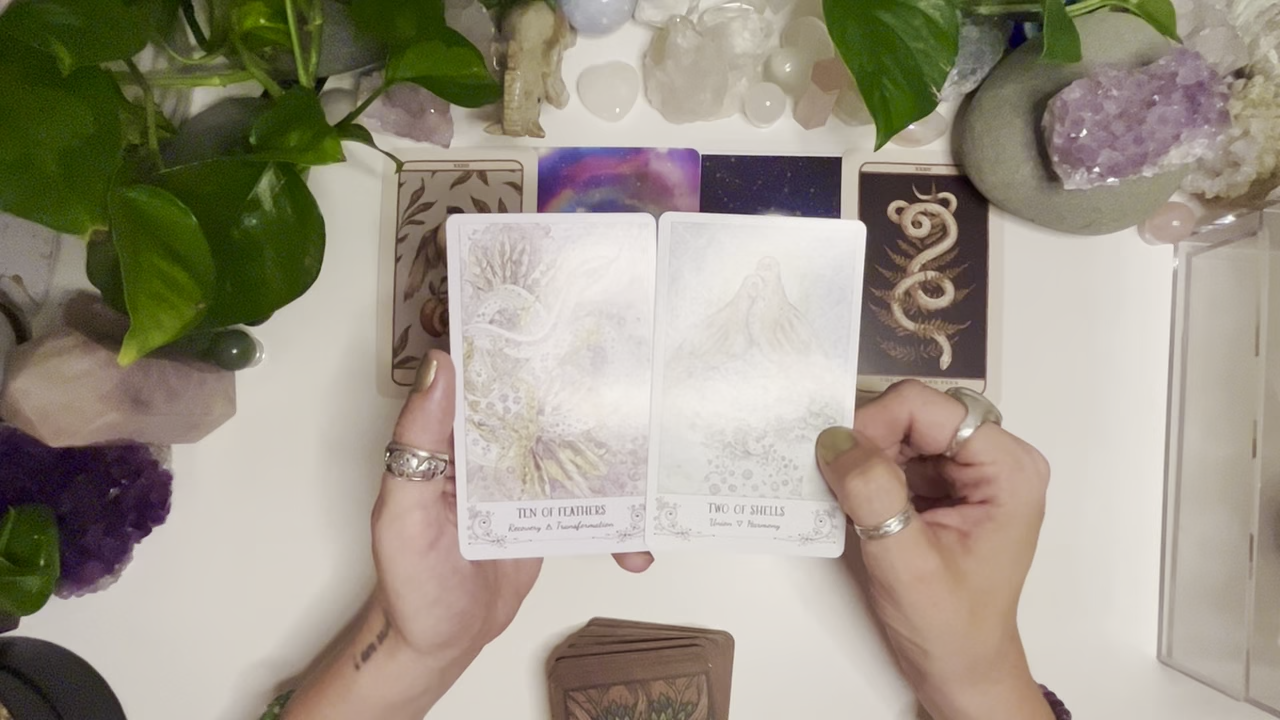 TEN OF FEATHERS
Recovery & Transformation
TWO OF SHELLS
Union ▽ Harmony